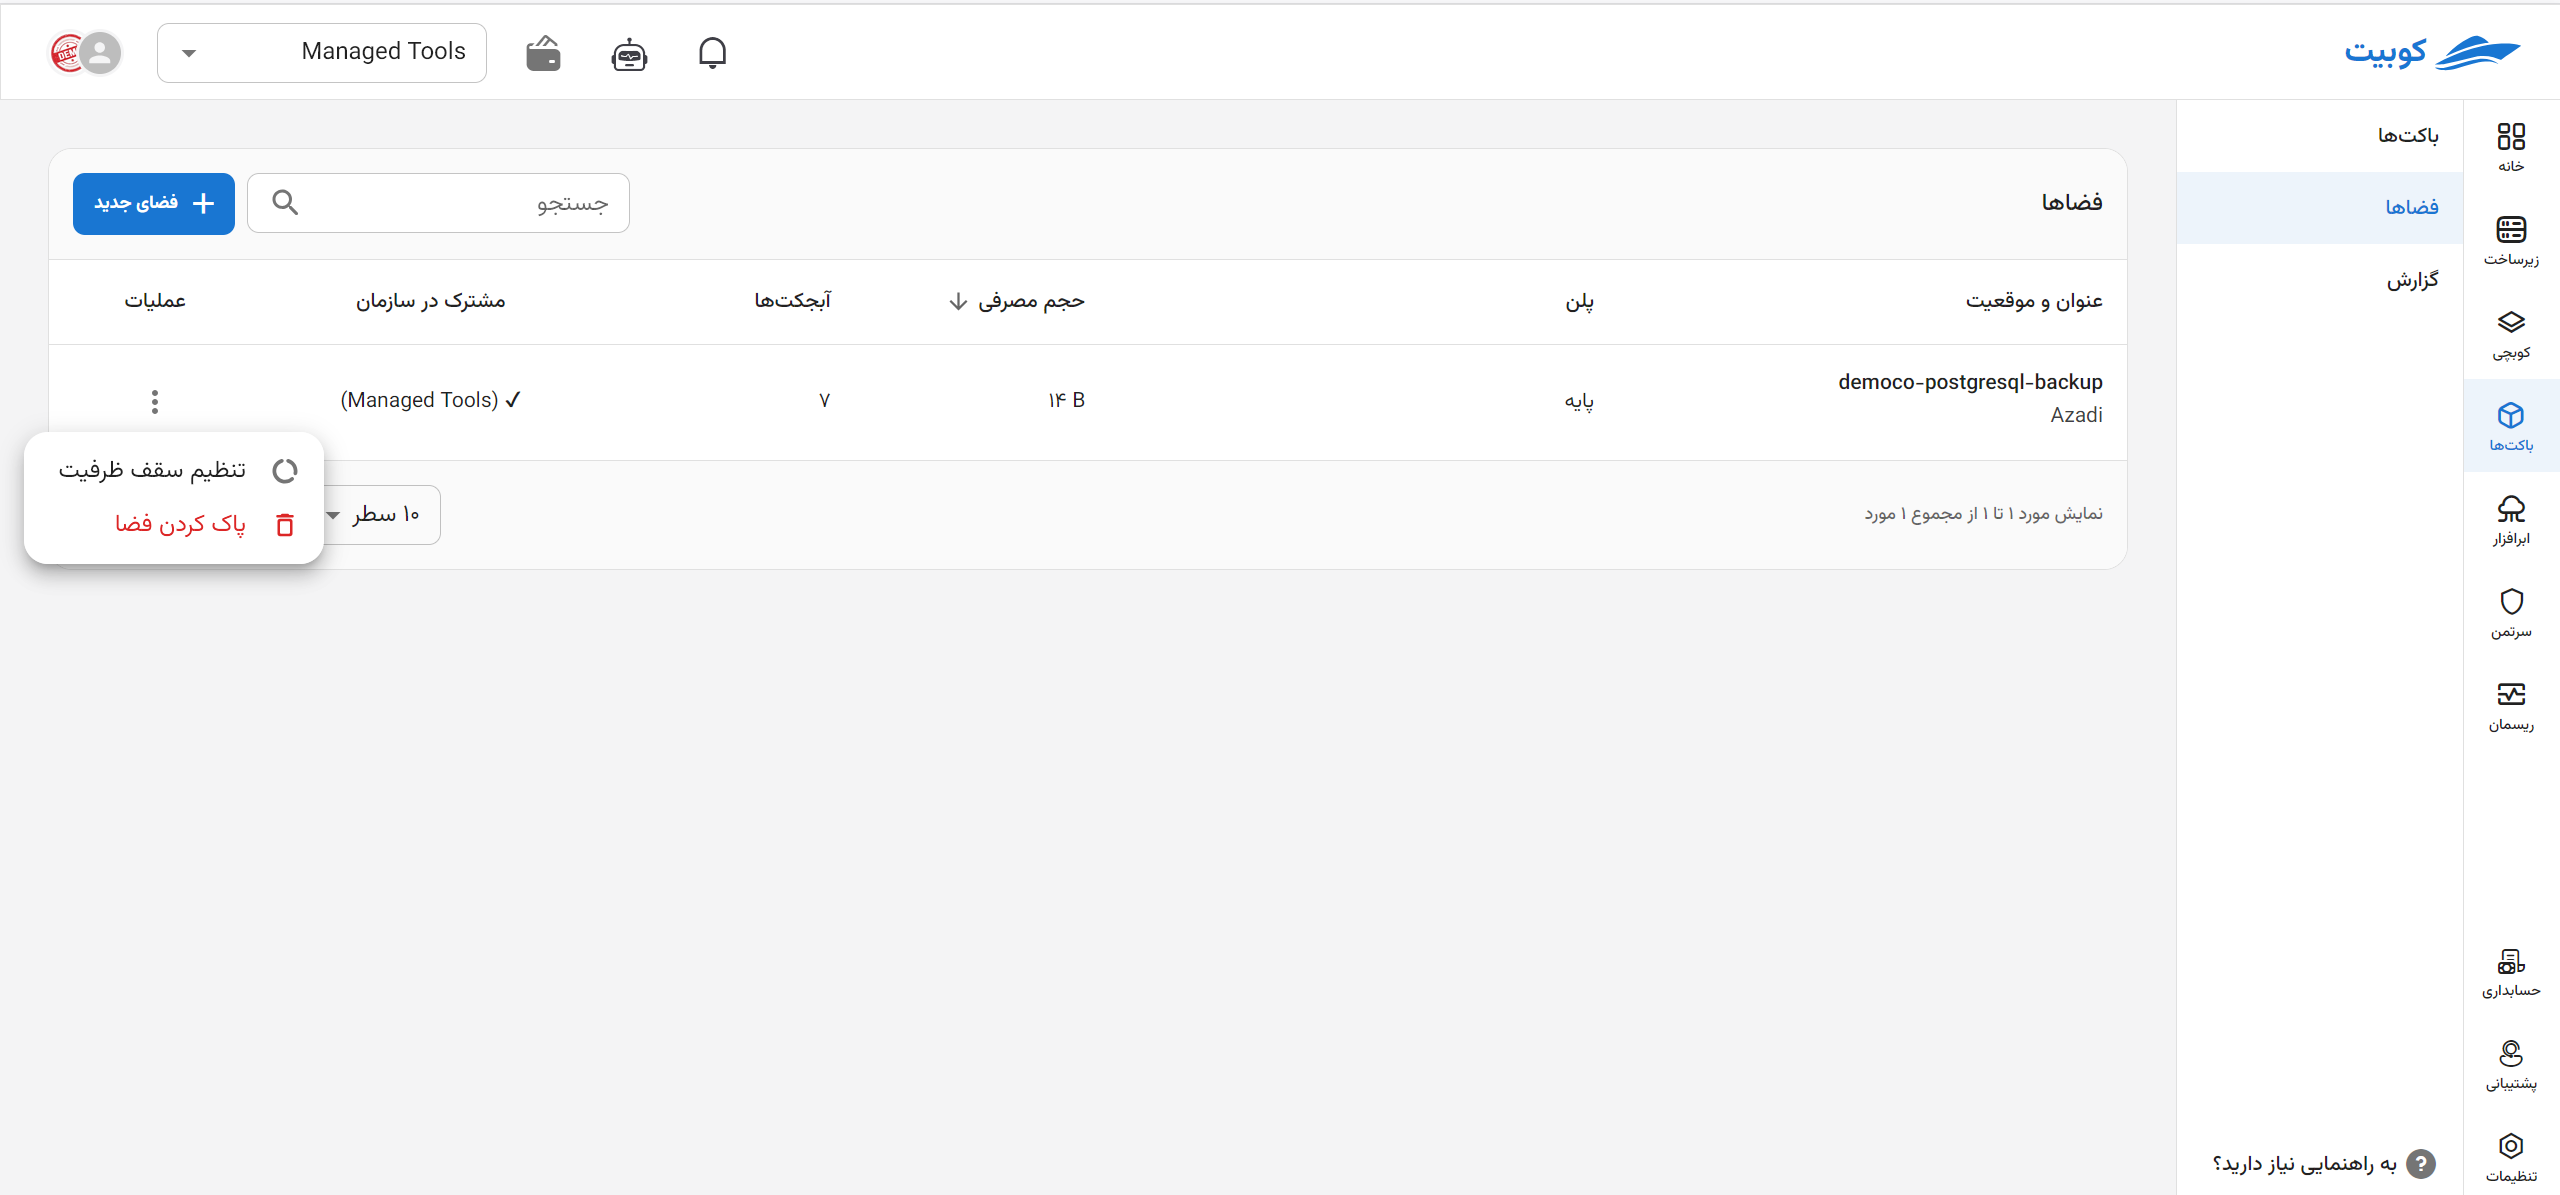 کوبیت
Managed Tools
خانه
زیرساخت
کوبچی
باکت‌ها
ابرافزار
سرتمن
ریسمان
حسابداری
پشتیبانی
تنظیمات
باکت‌ها
فضاها
گزارش
به راهنمایی نیاز دارید؟
فضاها
جستجو
فضای جدید
عنوان و موقعیت
پلن
حجم مصرفی
آبجکت‌ها
مشترک در سازمان
عملیات
democo-postgresql-backup
Azadi
پایه
۱۴ B
۷
✓ (Managed Tools)
تنظیم سقف ظرفیت
پاک کردن فضا
نمایش مورد ۱ تا ۱ از مجموع ۱ مورد
۱۰ سطر